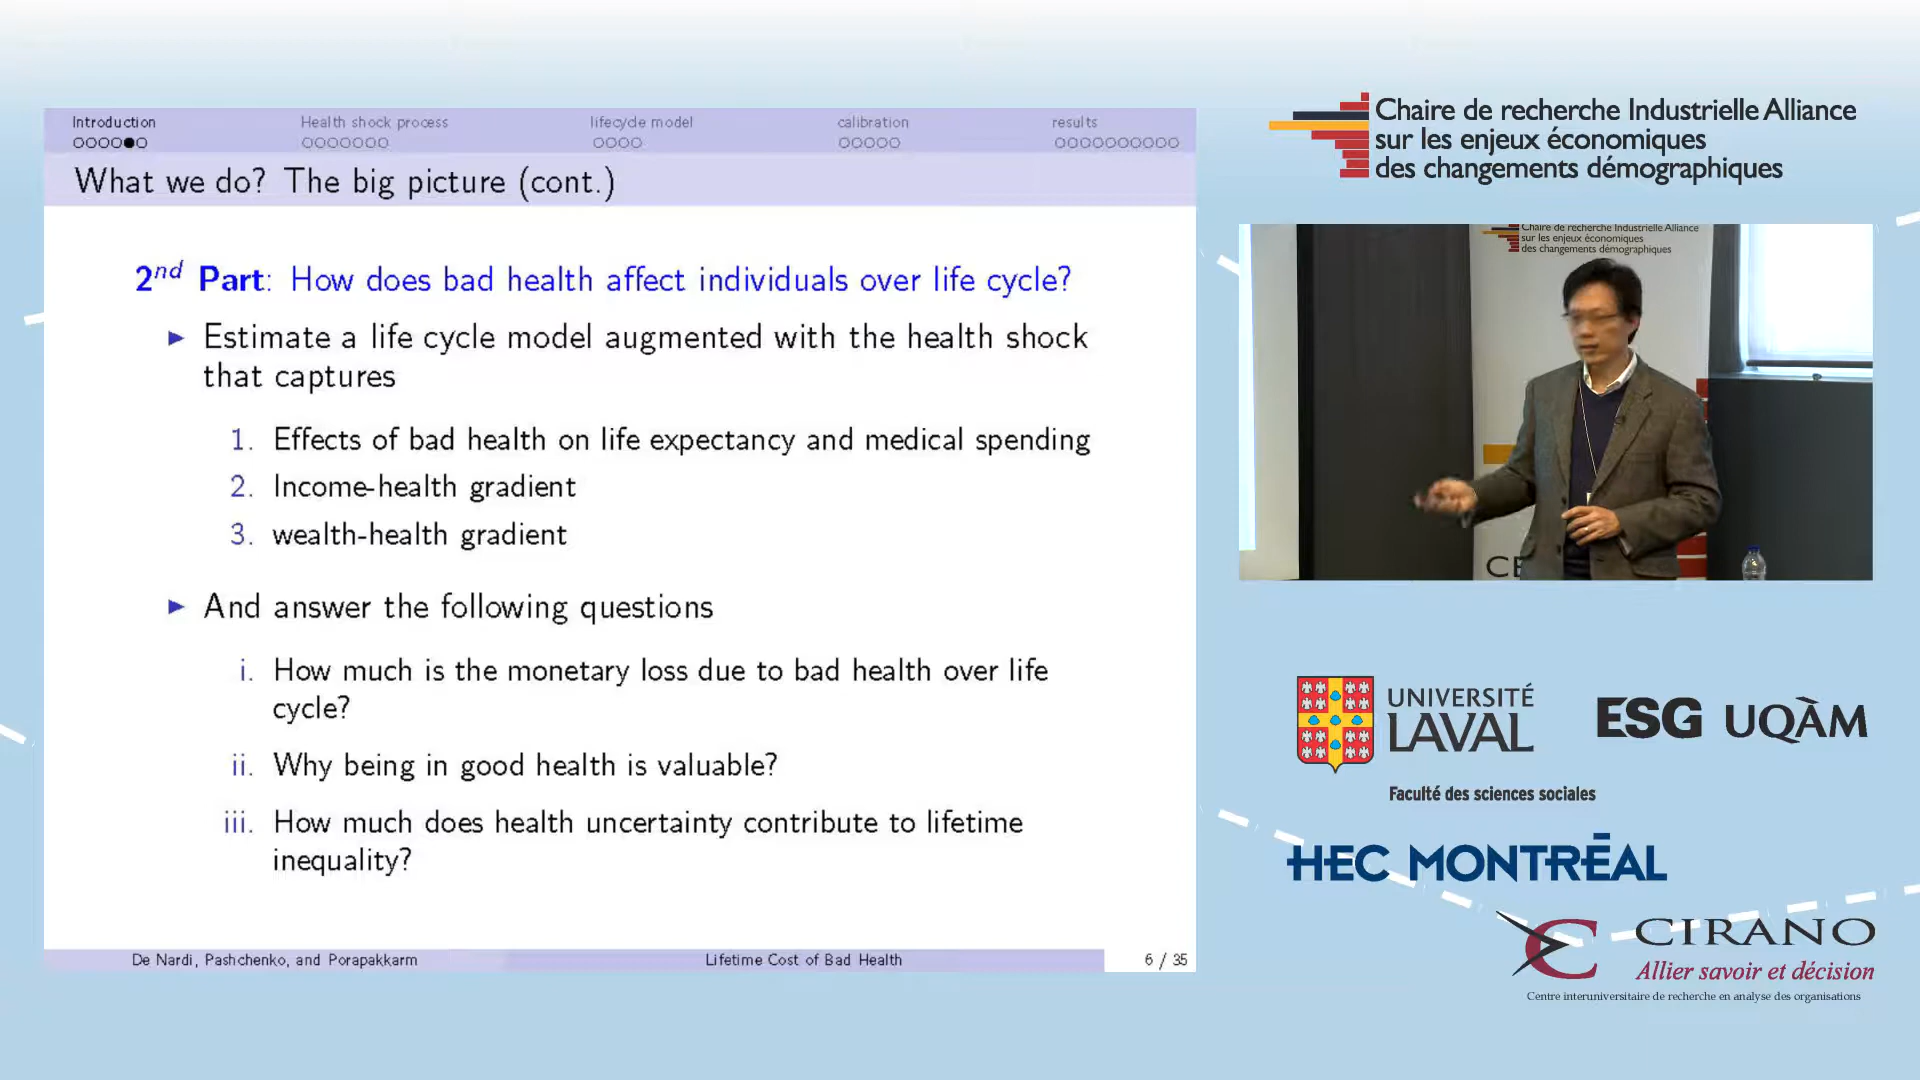 Introduction
Health shock process
lifecycle model
calibration
results
What we do? The big picture (cont.)
2nd Part: How does bad health affect individuals over life cycle?
Estimate a life cycle model augmented with the health shock
that captures
1. Effects of bad health on life expectancy and medical spending
2. Income-health gradient
3. wealth-health gradient
And answer the following questions
i. How much is the monetary loss due to bad health over life
cycle?
ii. Why being in good health is valuable?
iii. How much does health uncertainty contribute to lifetime
inequality?
De Nardi, Pashchenko, and Porapakkarm
Lifetime Cost of Bad Health
6 / 35
Chaire de recherche Industrielle Alliance
sur les enjeux économiques
des changements démographiques
Chaire de recherche Industrielle Alliance
sur les enjeux économiques
des changements démographiques
UNIVERSITÉ
LAVAL
Faculté des sciences sociales
ESG UQÀM
HEC MONTRÉAL
CIRANO
Allier savoir et décision
Centre interuniversitaire de recherche en analyse des organisations